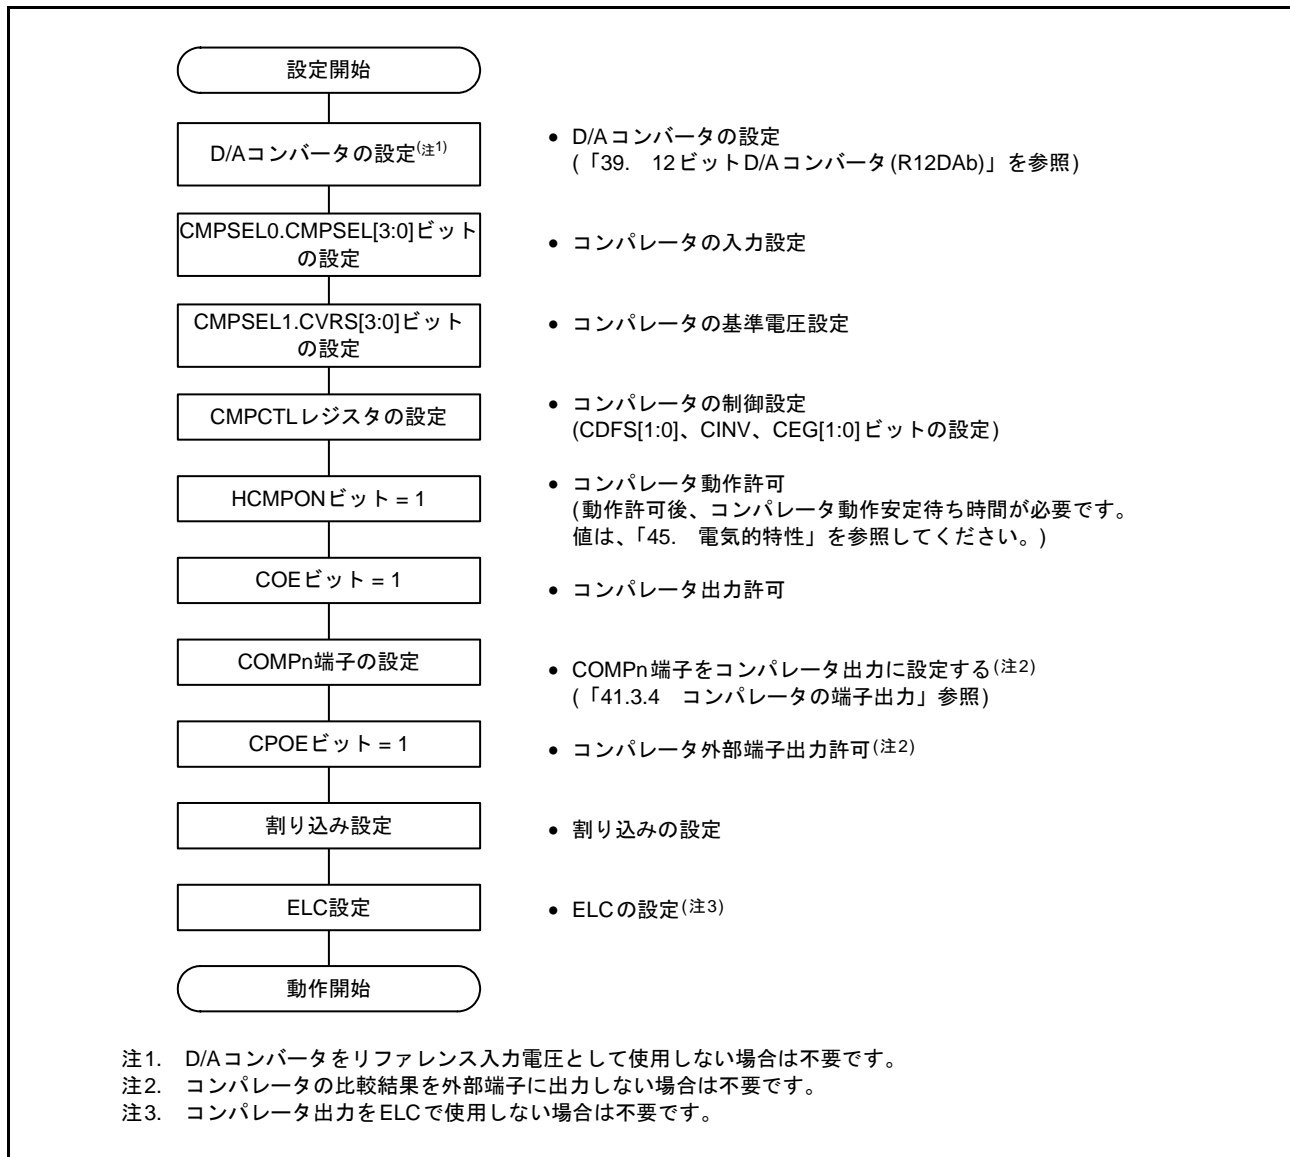 設定開始
D/Aコンバータの設定(注1)
• D/Aコンバータの設定
(「39. 12ビットD/Aコンバータ(R12DAb)」を参照)
CMPSEL0.CMPSEL[3:0]ビット
の設定
• コンパレータの入力設定
CMPSEL1.CVRS[3:0]ビット
の設定
• コンパレータの基準電圧設定
CMPCTLレジスタの設定
• コンパレータの制御設定
(CDFS[1:0]、CINV、CEG[1:0]ビットの設定)
HCMPONビット = 1
• コンパレータ動作許可
(動作許可後、コンパレータ動作安定待ち時間が必要です。
値は、「45. 電気的特性」を参照してください。)
COEビット = 1
• コンパレータ出力許可
COMPn端子の設定
• COMPn端子をコンパレータ出力に設定する(注2)
(「41.3.4 コンパレータの端子出力」参照)
CPOEビット = 1
• コンパレータ外部端子出力許可(注2)
割り込み設定
• 割り込みの設定
ELC設定
• ELCの設定(注3)
動作開始
注1. D/Aコンバータをリファレンス入力電圧として使用しない場合は不要です。
注2. コンパレータの比較結果を外部端子に出力しない場合は不要です。
注3. コンパレータ出力をELCで使用しない場合は不要です。